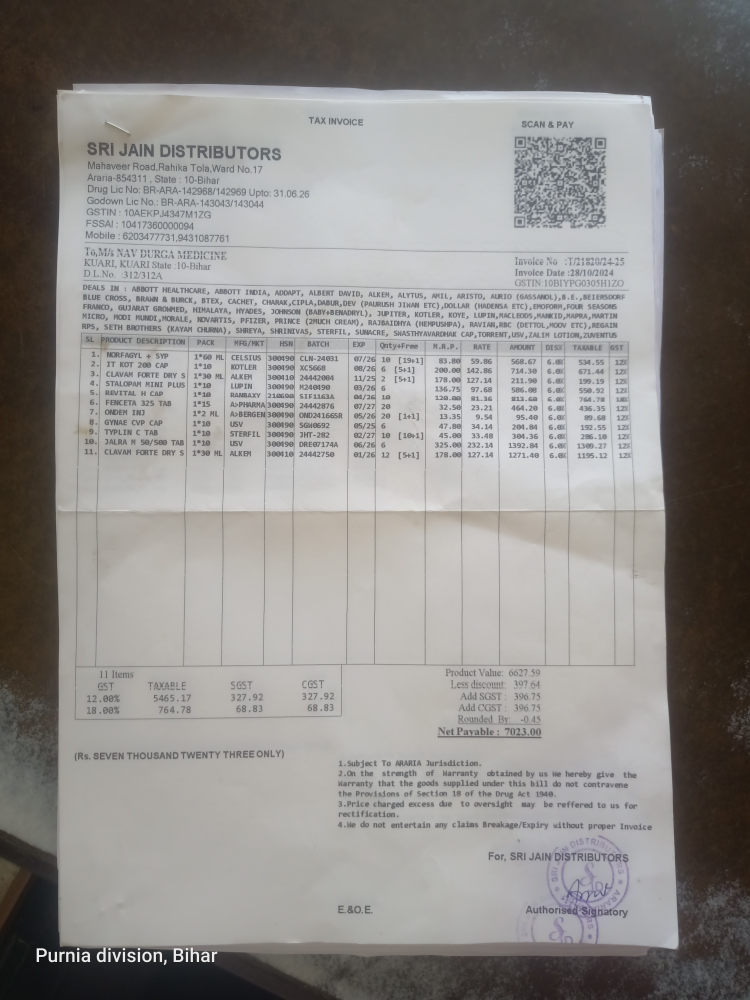 TAX INVOICE
SCAN & PAY
SRI JAIN DISTRIBUTORS
Mahaveer Road,Rahika Tola,Ward No.17
Araria-854311 , State : 10-Bihar
Drug Lic No: BR-ARA-142968/142969 Upto: 31.06.26
Godown Lic No.: BR-ARA-143043/143044
GSTIN : 10AEKPJ4347M1ZG
FSSAI : 10417360000094
Mobile : 6203477731,9431087761
To,M/s NAV DURGA MEDICINE
KUARI, KUARI State :10-Bihar
D.L.No. :312/312A
Invoice No :T/21820/24-25
Invoice Date :28/10/2024
GSTIN:10BIYPG0305H1ZO
DEALS IN : ABBOTT HEALTHCARE, ABBOTT INDIA, ADDAPT, ALBERT DAVID, ALKEM, ALYTUS, AMIL, ARISTO, AURIO (GASSANOL),B.E.,BEIERSDORF
BLUE CROSS, BRAWN & BURCK, BTEX, CACHET, CHARAK,CIPLA,DABUR,DEV (PAURUSH JIWAN ETC),DOLLAR (HADENSA ETC),EMOFORM,FOUR SEASONS
FRANCO, GUJARAT GROWMED, HIMALAYA, HYADES, JOHNSON (BABY+BENADRYL), JUPITER, KOTLER, KOYE, LUPIN,MACLEODS,MANKID,MAPRA,MARTIN
MICRO, MODI MUNDI,MORALE, NOVARTIS, PFIZER, PRINCE (2MUCH CREAM), RAJBAIDHYA (HEMPUSHPA), RAVIAN,RBC (DETTOL,MOOV ETC),REGAIN
RPS, SETH BROTHERS (KAYAM CHURNA), SHREYA, SHRINIVAS, STERFIL, SUNACRE, SHASTHYAVARDHAK CAP,TORRENT,USV,ZALIM LOTION,ZUVENTUS
SL PRODUCT DESCRIPTION PACK MFG/MKT HSN BATCH EXP Qnty+Free M.R.P. RATE AMOUNT DIS% TAXABLE GST
1. NORFAGYL + SYP 1*60 ML CELSIUS 300490 CLN-24031 07/26 10 [19+1] 83.80 59.86 568.67 6.0% 534.55 12%
2. IT KOT 200 CAP 1*10 KOTLER 300490 XC5668 08/26 6 [5+1] 200.00 142.86 714.30 6.0% 671.44 12%
3. CLAVAM FORTE DRY S 1*30 ML ALKEM 300410 24442084 11/25 2 [5+1] 178.00 127.14 211.90 6.0% 199.19 12%
4. STALOPAM MINI PLUS 1*10 LUPIN 300490 M240490 03/26 6 136.75 97.68 586.08 6.0% 550.92 12%
5. REVITAL H CAP 1*10 RANBAXY 210690 SIF1163A 04/26 10 120.00 81.36 813.60 6.0% 764.78 18%
6. FENCETA 325 TAB 1*15 A>PHARMA 300490 24442876 07/27 20 32.50 23.21 464.20 6.0% 436.35 12%
7. ONDEM INJ 1*2 ML A>BERGEN 300490 OND24166SR 05/26 20 [1+1] 13.35 9.54 95.40 6.0% 89.68 12%
8. GYNAE CVP CAP 1*10 USV 300490 SGW0692 05/25 6 47.80 34.14 204.84 6.0% 192.55 12%
9. TYPLIN C TAB 1*10 STERFIL 300490 JHT-282 02/27 10 [10+1] 45.00 33.48 304.36 6.0% 286.10 12%
10. JALRA M 50/500 TAB 1*10 USV 300490 DRE07174A 06/26 6 325.00 232.14 1392.84 6.0% 1309.27 12%
11. CLAVAM FORTE DRY S 1*30 ML ALKEM 300410 24442750 01/26 12 [5+1] 178.00 127.14 1271.40 6.0% 1195.12 12%
11 Items
GST TAXABLE SGST CGST
12.00% 5465.17 327.92 327.92
18.00% 764.78 68.83 68.83
Product Value: 6627.59
Less discount: 397.64
Add SGST : 396.75
Add CGST : 396.75
Rounded By: -0.45
Net Payable : 7023.00
(Rs. SEVEN THOUSAND TWENTY THREE ONLY)
1.Subject To ARARIA Jurisdiction.
2.On the strength of Warranty obtained by us We hereby give the
Warranty that the goods supplied under this bill do not contravene
the Provisions of Section 18 of the Drug Act 1940.
3.Price charged excess due to oversight may be reffered to us for
rectification.
4.We do not entertain any claims Breakage/Expiry without proper Invoice
For, SRI JAIN DISTRIBUTORS
E.&O.E.
Authorised Signatory
Purnia division, Bihar